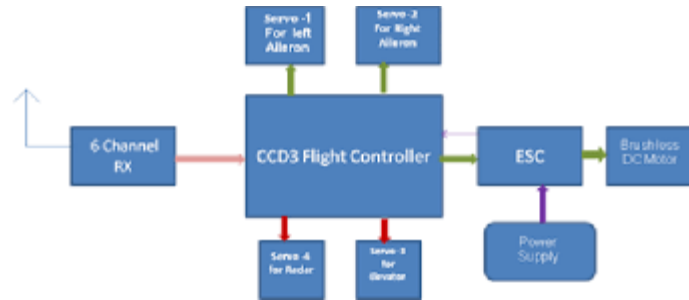 Servo -1
For left
Aileron
Servo -2
For Right
Aileron
6 Channel
RX
CCD3 Flight Controller
ESC
Brushless
DC Motor
Servo -4
for Radar
Servo -3
for
Elevator
Power
Supply